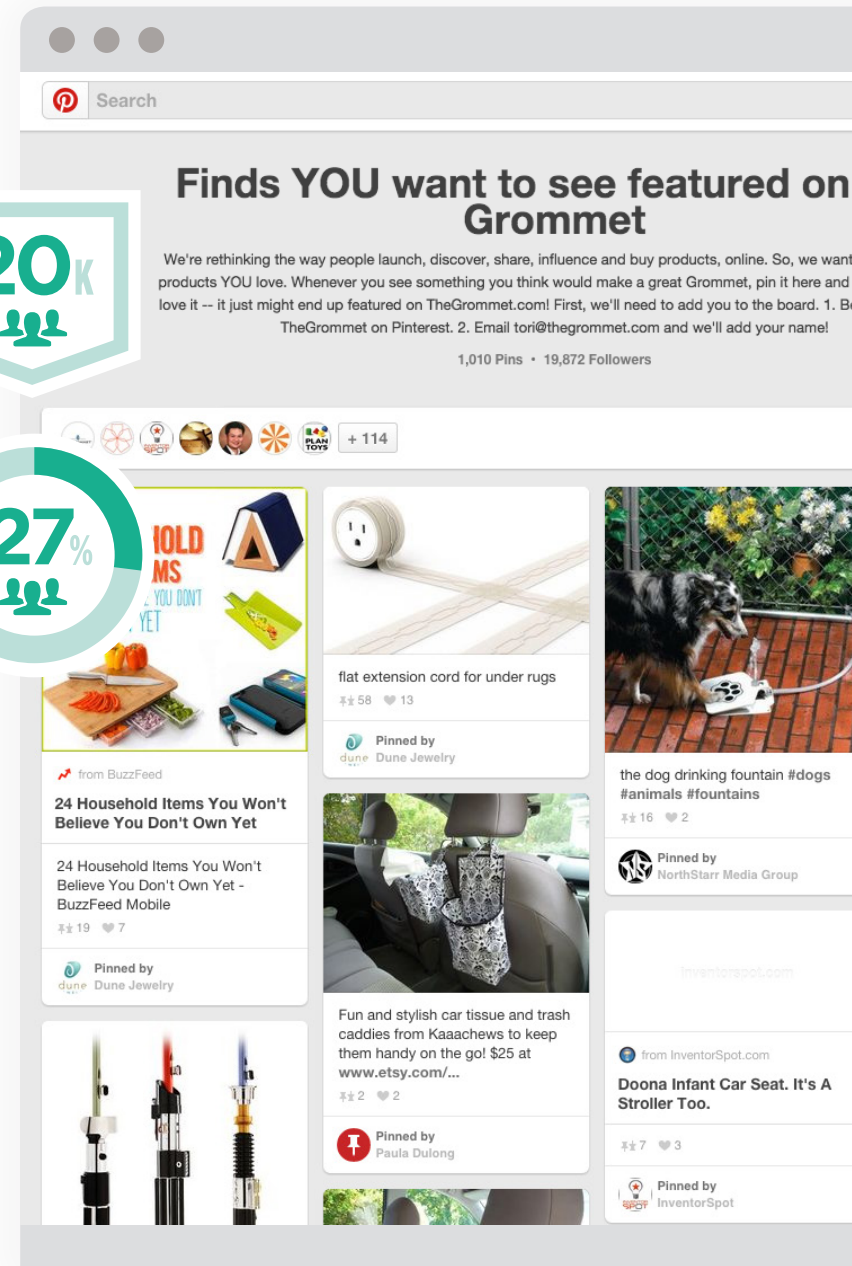 Search
Finds YOU want to see featured on
Grommet
We're rethinking the way people launch, discover, share, influence and buy products, online. So, we want
products YOU love. Whenever you see something you think would make a great Grommet, pin it here and
love it -- it just might end up featured on TheGrommet.com! First, we'll need to add you to the board. 1.
TheGrommet on Pinterest. 2. Email tori@thegrommet.com and we'll add your name!
1,010 Pins • 19,872 Followers
20K
PLAN
TOYS
+ 114
27%
YOU DON'T
YET
from BuzzFeed
24 Household Items You Won't
Believe You Don't Own Yet
24 Household Items You Won't
Believe You Don't Own Yet -
BuzzFeed Mobile
19 7
Pinned by
dune Dune Jewelry
flat extension cord for under rugs
58 13
Pinned by
dune Dune Jewelry
Fun and stylish car tissue and trash
caddies from Kaaachews to keep
them handy on the go! $25 at
www.etsy.com/...
2 2
Pinned by
Paula Dulong
the dog drinking fountain #dogs
#animals #fountains
16 2
Pinned by
NorthStarr Media Group
inventorspot.com
from InventorSpot.com
Doona Infant Car Seat. It's A
Stroller Too.
7 3
Pinned by
InventorSpot